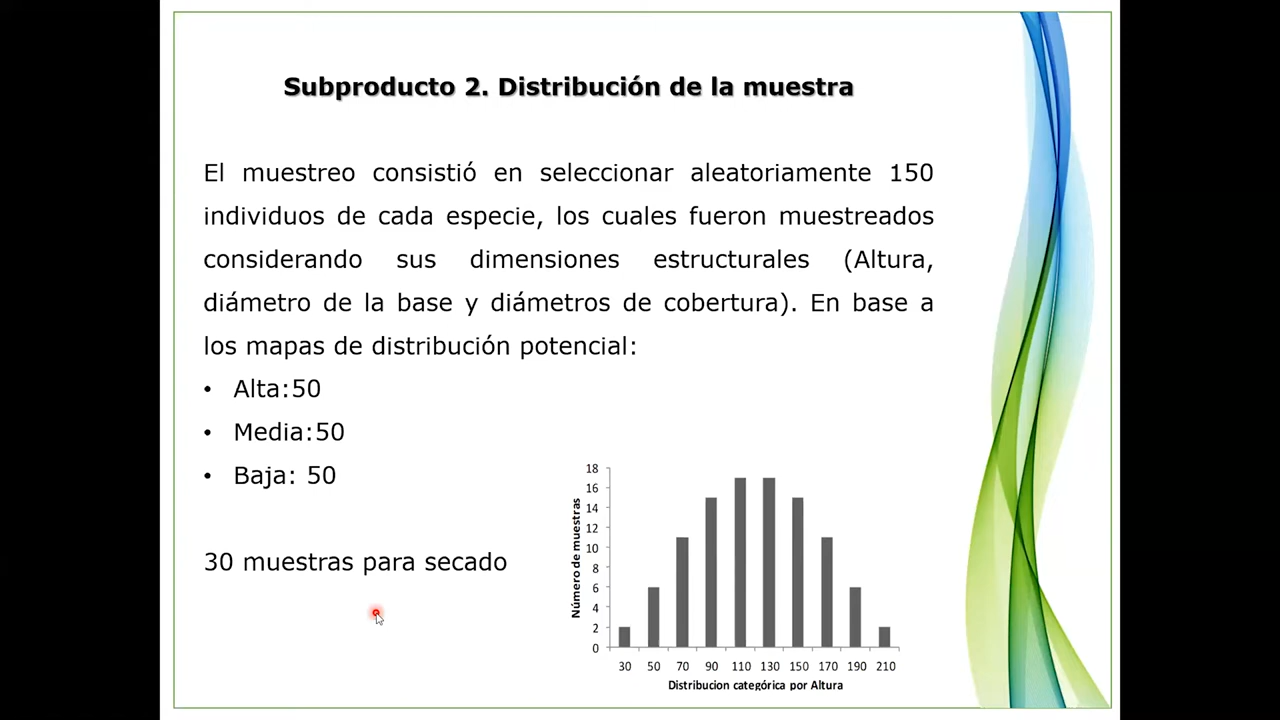 Subproducto 2. Distribución de la muestra
El muestreo consistió en seleccionar aleatoriamente 150
individuos de cada especie, los cuales fueron muestreados
considerando sus dimensiones estructurales (Altura,
diámetro de la base y diámetros de cobertura). En base a
los mapas de distribución potencial:
• Alta:50
• Media:50
• Baja: 50
30 muestras para secado
Número de muestras
18
16
14
12
10
8
6
4
2
0
30 50 70 90 110 130 150 170 190 210
Distribucion categórica por Altura